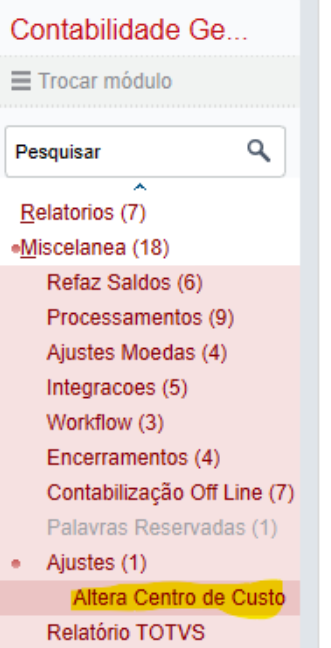 Contabilidade Ge...
Trocar módulo
Pesquisar
Relatorios (7)
Miscelanea (18)
Refaz Saldos (6)
Processamentos (9)
Ajustes Moedas (4)
Integracoes (5)
Workflow (3)
Encerramentos (4)
Contabilização Off Line (7)
Palavras Reservadas (1)
Ajustes (1)
Altera Centro de Custo
Relatório TOTVS